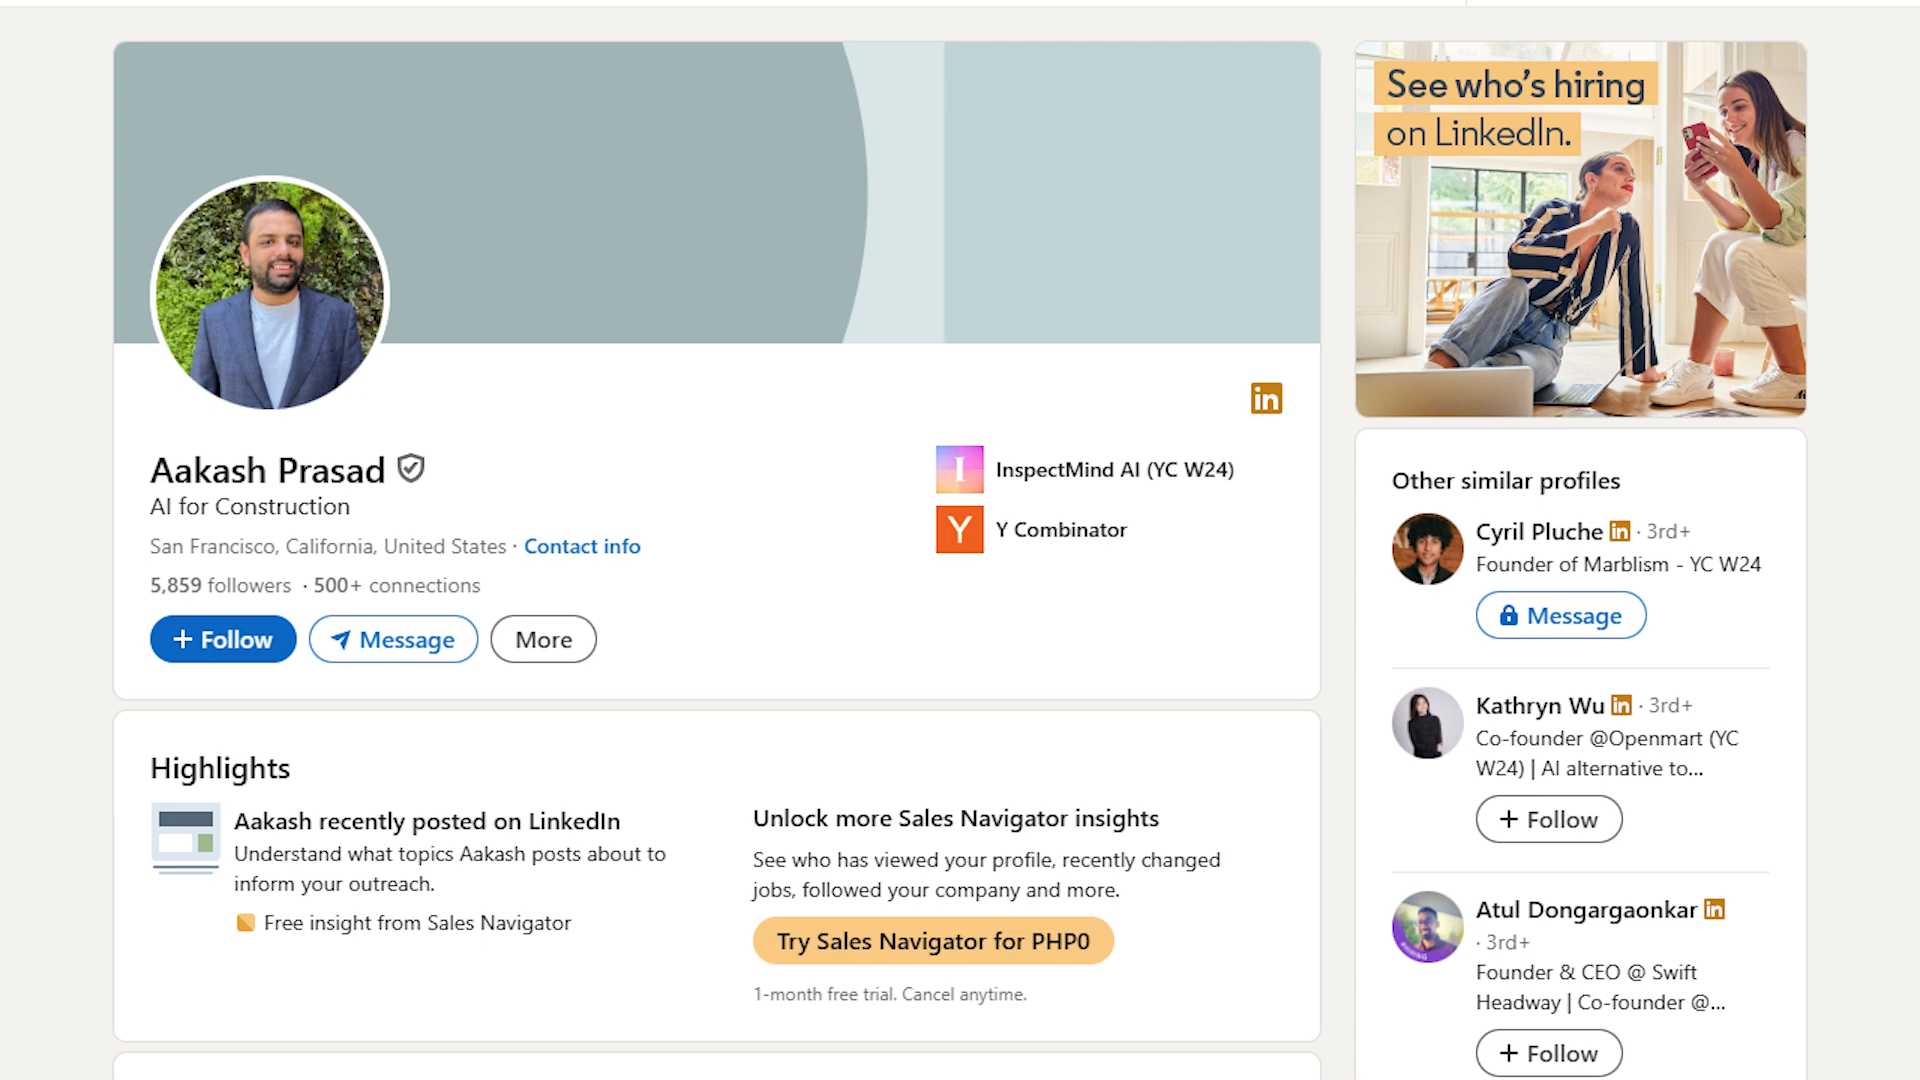 See who's hiring
on LinkedIn.
in
Aakash Prasad
AI for Construction
San Francisco, California, United States · Contact info
5,859 followers · 500+ connections
+ Follow
Message
More
I
InspectMind AI (YC W24)
Y
Y Combinator
Highlights
Aakash recently posted on LinkedIn
Understand what topics Aakash posts about to
inform your outreach.
Free insight from Sales Navigator
Unlock more Sales Navigator insights
See who has viewed your profile, recently changed
jobs, followed your company and more.
Try Sales Navigator for PHP0
1-month free trial. Cancel anytime.
Other similar profiles
Cyril Pluche in · 3rd+
Founder of Marblism - YC W24
Message
Kathryn Wu in · 3rd+
Co-founder @Openmart (YC
W24) | AI alternative to...
+ Follow
Atul Dongargaonkar in
· 3rd+
#HIRING
Founder & CEO @ Swift
Headway | Co-founder @...
+ Follow